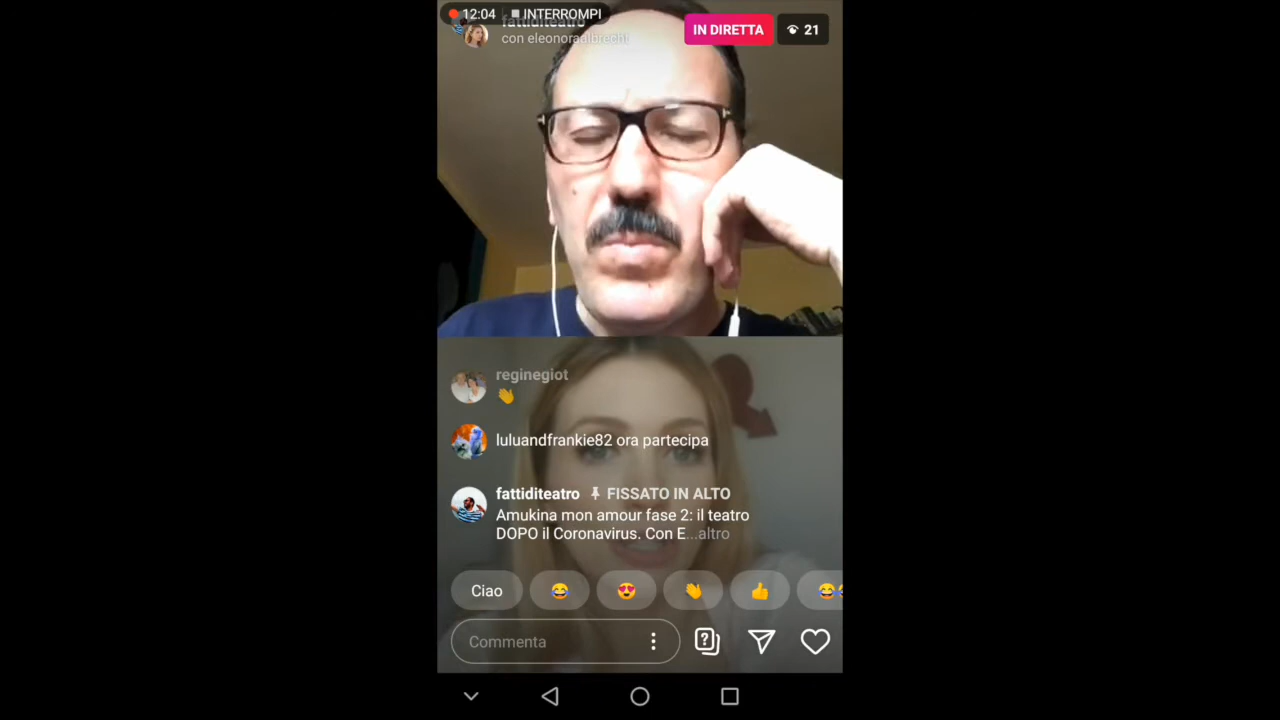 12:04 INTERROMPI
fattiditeatro
con eleonoraalbrecht
IN DIRETTA
21
reginegiot
👏
luluandfrankie82 ora partecipa
fattiditeatro FISSATO IN ALTO
Amukina mon amour fase 2: il teatro
DOPO il Coronavirus. Con E...altro
Ciao 😂 😍 👏 👍 😂
Commenta